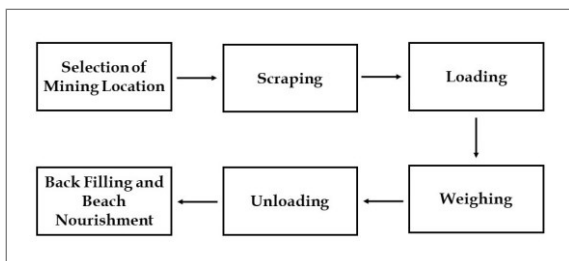 Selection of
Mining Location
Scraping
Loading
Weighing
Unloading
Back Filling and
Beach
Nourishment